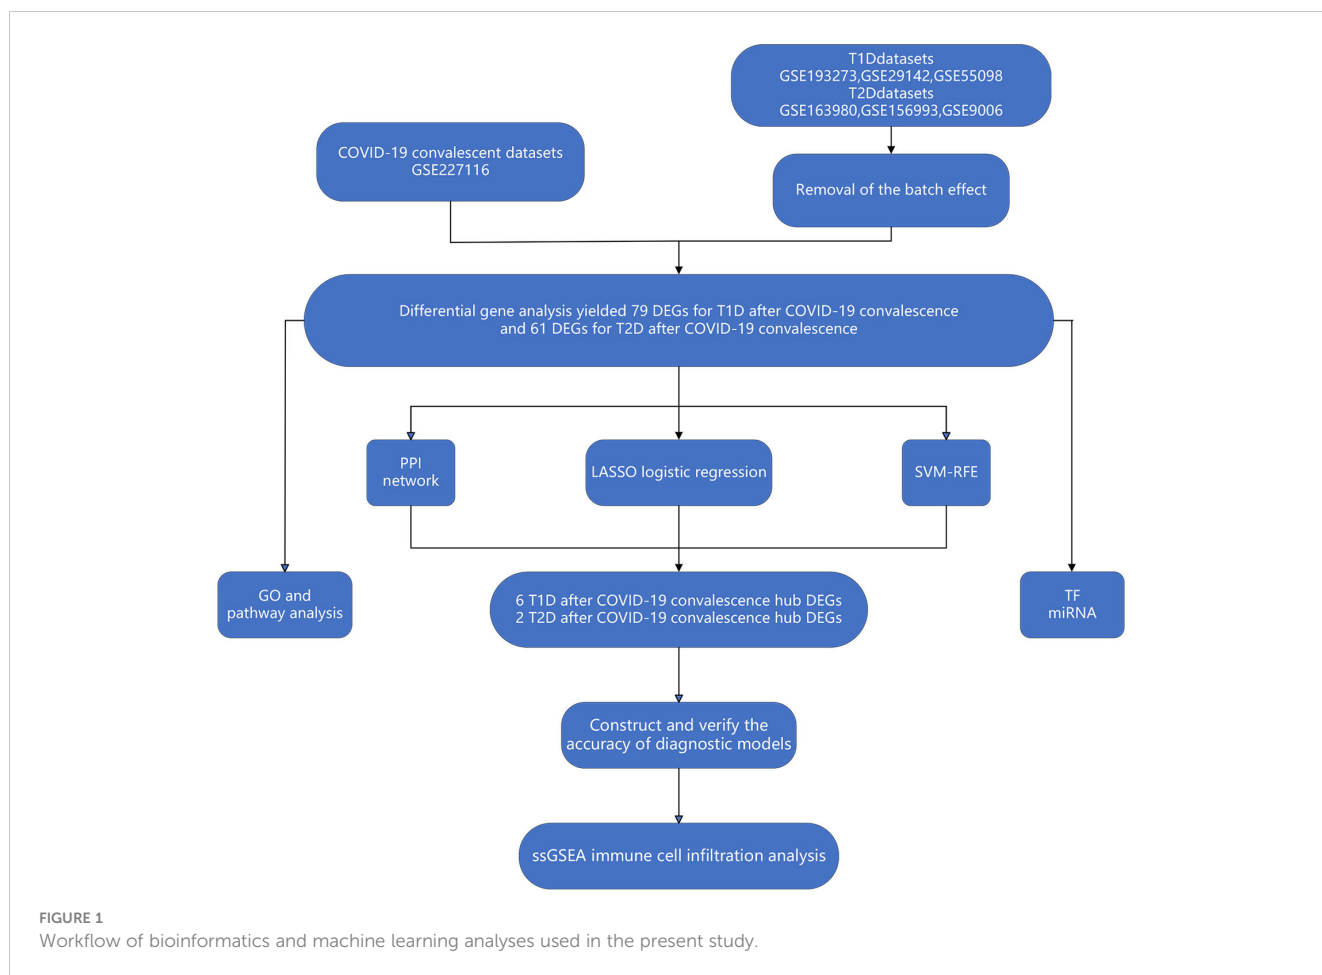 T1Ddatasets
GSE193273,GSE29142,GSE55098
T2Ddatasets
GSE163980,GSE156993,GSE9006
COVID-19 convalescent datasets
GSE227116
Removal of the batch effect
Differential gene analysis yielded 79 DEGs for T1D after COVID-19 convalescence
and 61 DEGs for T2D after COVID-19 convalescence
PPI
network
LASSO logistic regression
SVM-RFE
GO and
pathway analysis
6 T1D after COVID-19 convalescence hub DEGs
2 T2D after COVID-19 convalescence hub DEGs
TF
miRNA
Construct and verify the
accuracy of diagnostic models
ssGSEA immune cell infiltration analysis
FIGURE 1
Workflow of bioinformatics and machine learning analyses used in the present study.